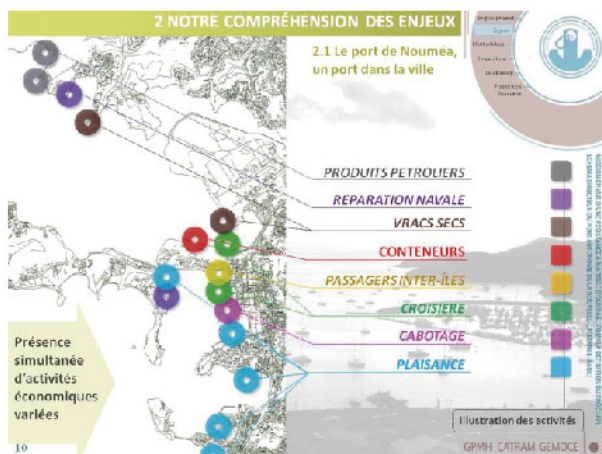 2 NOTRE COMPRÉHENSION DES ENJEUX
2.1 Le port de Nouméa,
un port dans la ville
PRODUITS PETROLIERS
REPARATION NAVALE
VRACS SECS
CONTENEURS
PASSAGERS INTER-ÎLES
CROISIÈRE
CABOTAGE
PLAISANCE
Présence
simultanée
d'activités
économiques
variées
Illustration des activités
10
GPMH CATRAM GEMOCE